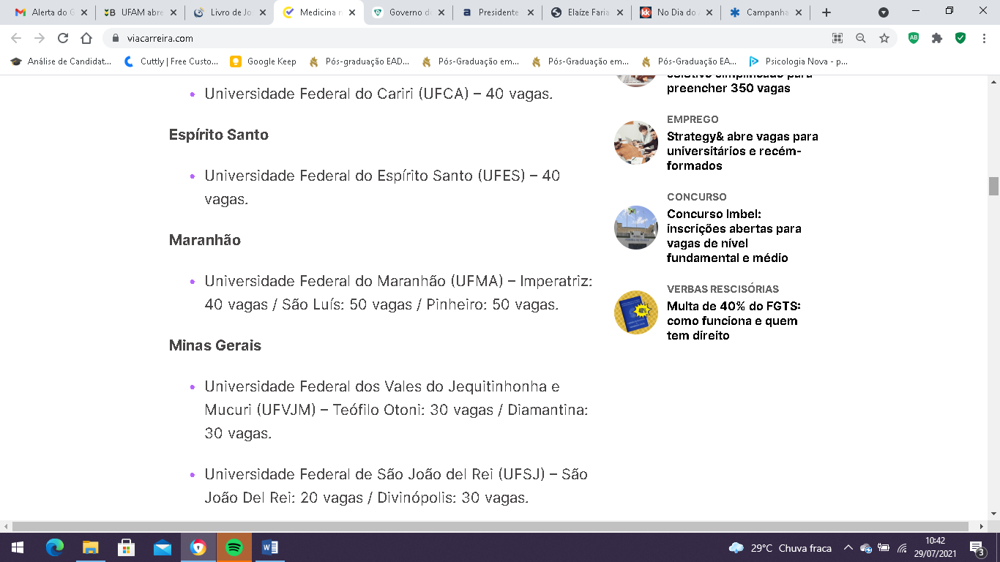 Alerta do G
UFAM abre
Livro de Jo
Medicina n
Governo d
Presidente
Elaíze Faria
No Dia do
Campanha
viacarreira.com
Análise de Candidat...
Cuttly | Free Custo...
Google Keep
Pós-graduação EAD...
Pós-Graduação em...
Pós-Graduação em...
Pós-Graduação EA...
Psicologia Nova - p...
Universidade Federal do Cariri (UFCA) – 40 vagas.
Espírito Santo
Universidade Federal do Espírito Santo (UFES) – 40
vagas.
Maranhão
Universidade Federal do Maranhão (UFMA) – Imperatriz:
40 vagas / São Luís: 50 vagas / Pinheiro: 50 vagas.
Minas Gerais
Universidade Federal dos Vales do Jequitinhonha e
Mucuri (UFVJM) – Teófilo Otoni: 30 vagas / Diamantina:
30 vagas.
Universidade Federal de São João del Rei (UFSJ) – São
João Del Rei: 20 vagas / Divinópolis: 30 vagas.
seletivo simplificado para
preencher 350 vagas
EMPREGO
Strategy& abre vagas para
universitários e recém-
formados
CONCURSO
Concurso Imbel:
inscrições abertas para
vagas de nível
fundamental e médio
VERBAS RESCISÓRIAS
40%
Multa de 40% do FGTS:
como funciona e quem
tem direito
29°C Chuva fraca
10:42
29/07/2021
3